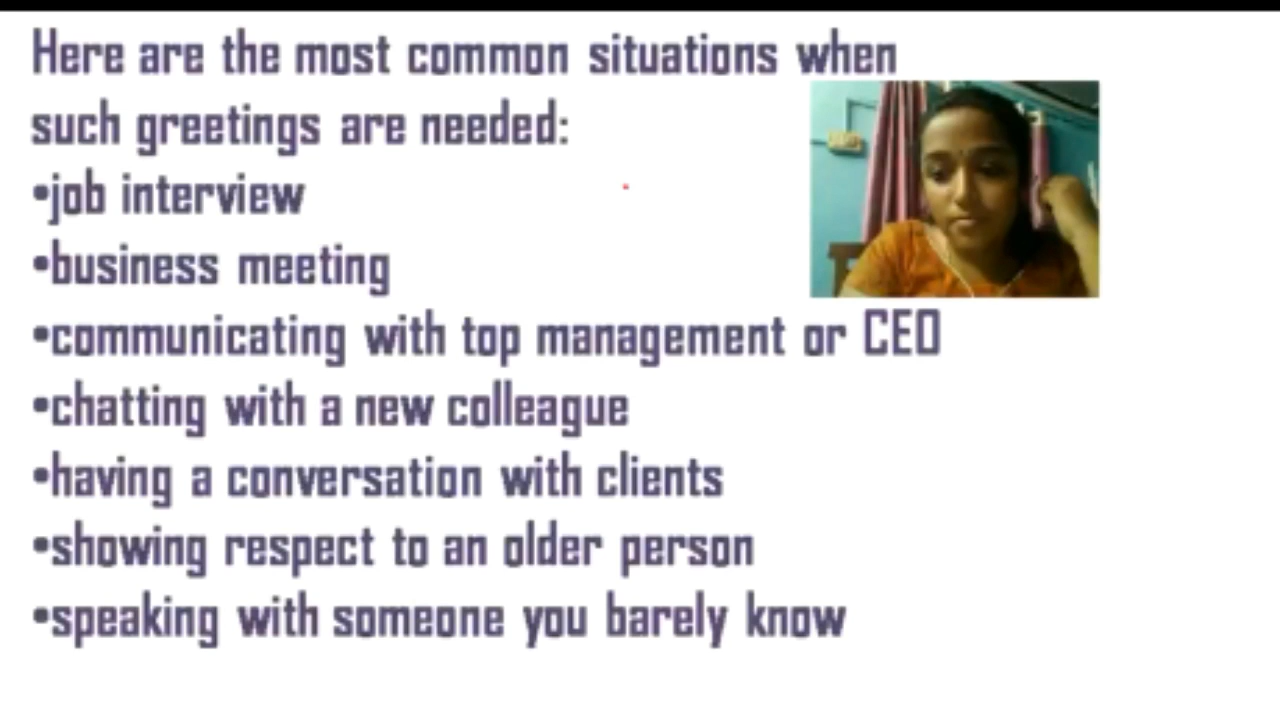 Here are the most common situations when
such greetings are needed:
•job interview
•business meeting
•communicating with top management or CEO
•chatting with a new colleague
•having a conversation with clients
•showing respect to an older person
•speaking with someone you barely know